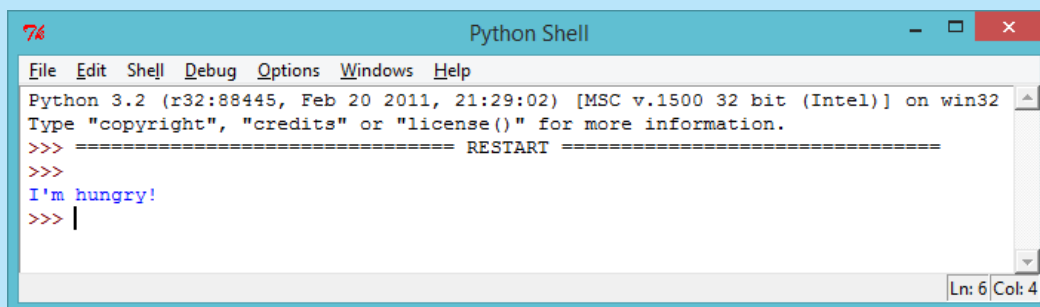 Python Shell
File Edit Shell Debug Options Windows Help
Python 3.2 (r32:88445, Feb 20 2011, 21:29:02) [MSC v.1500 32 bit (Intel)] on win32
Type "copyright", "credits" or "license()" for more information.
>>> ================================ RESTART ================================
>>>
I'm hungry!
>>>
Ln: 6 Col: 4